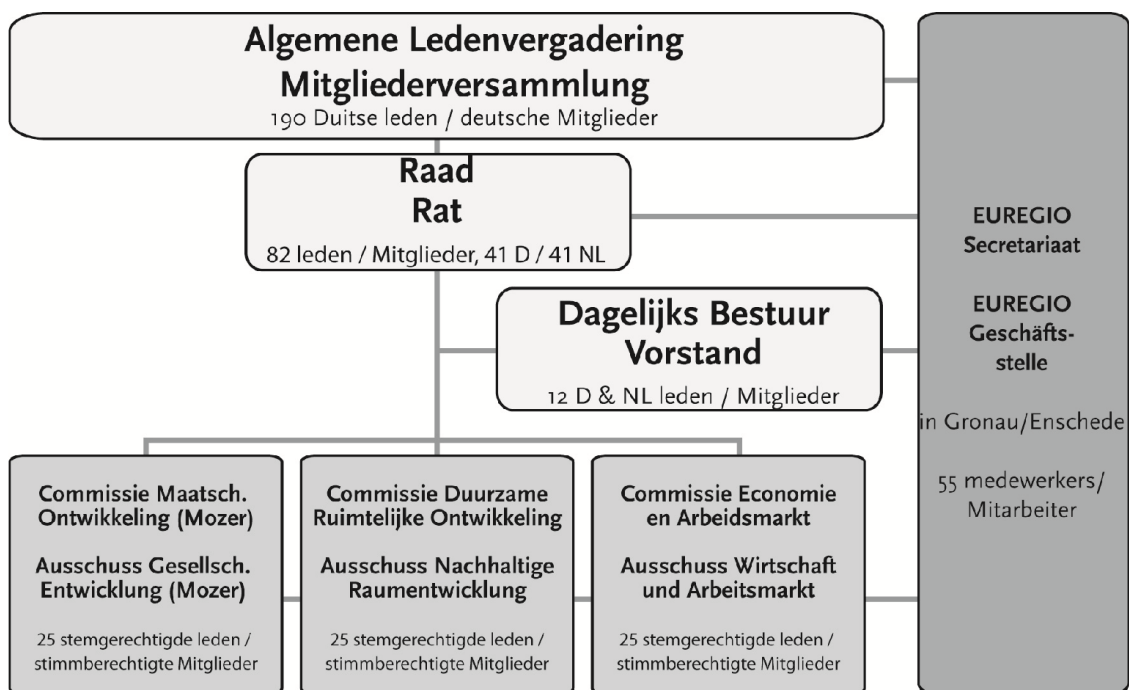 Algemene Ledenvergadering
Mitgliederversammlung
190 Duitse leden / deutsche Mitglieder
Raad
Rat
82 leden / Mitglieder, 41 D / 41 NL
Dagelijks Bestuur
Vorstand
12 D & NL leden / Mitglieder
EUREGIO
Secretariaat
EUREGIO
Geschäfts-
stelle
in Gronau/Enschede
55 medewerkers/
Mitarbeiter
Commissie Maatsch.
Ontwikkeling (Mozer)
Ausschuss Gesellsch.
Entwicklung (Mozer)
25 stemgerechtigde leden /
stimmberechtigte Mitglieder
Commissie Duurzame
Ruimtelijke Ontwikkeling
Ausschuss Nachhaltige
Raumentwicklung
25 stemgerechtigde leden /
stimmberechtigte Mitglieder
Commissie Economie
en Arbeidsmarkt
Ausschuss Wirtschaft
und Arbeitsmarkt
25 stemgerechtigde leden /
stimmberechtigte Mitglieder